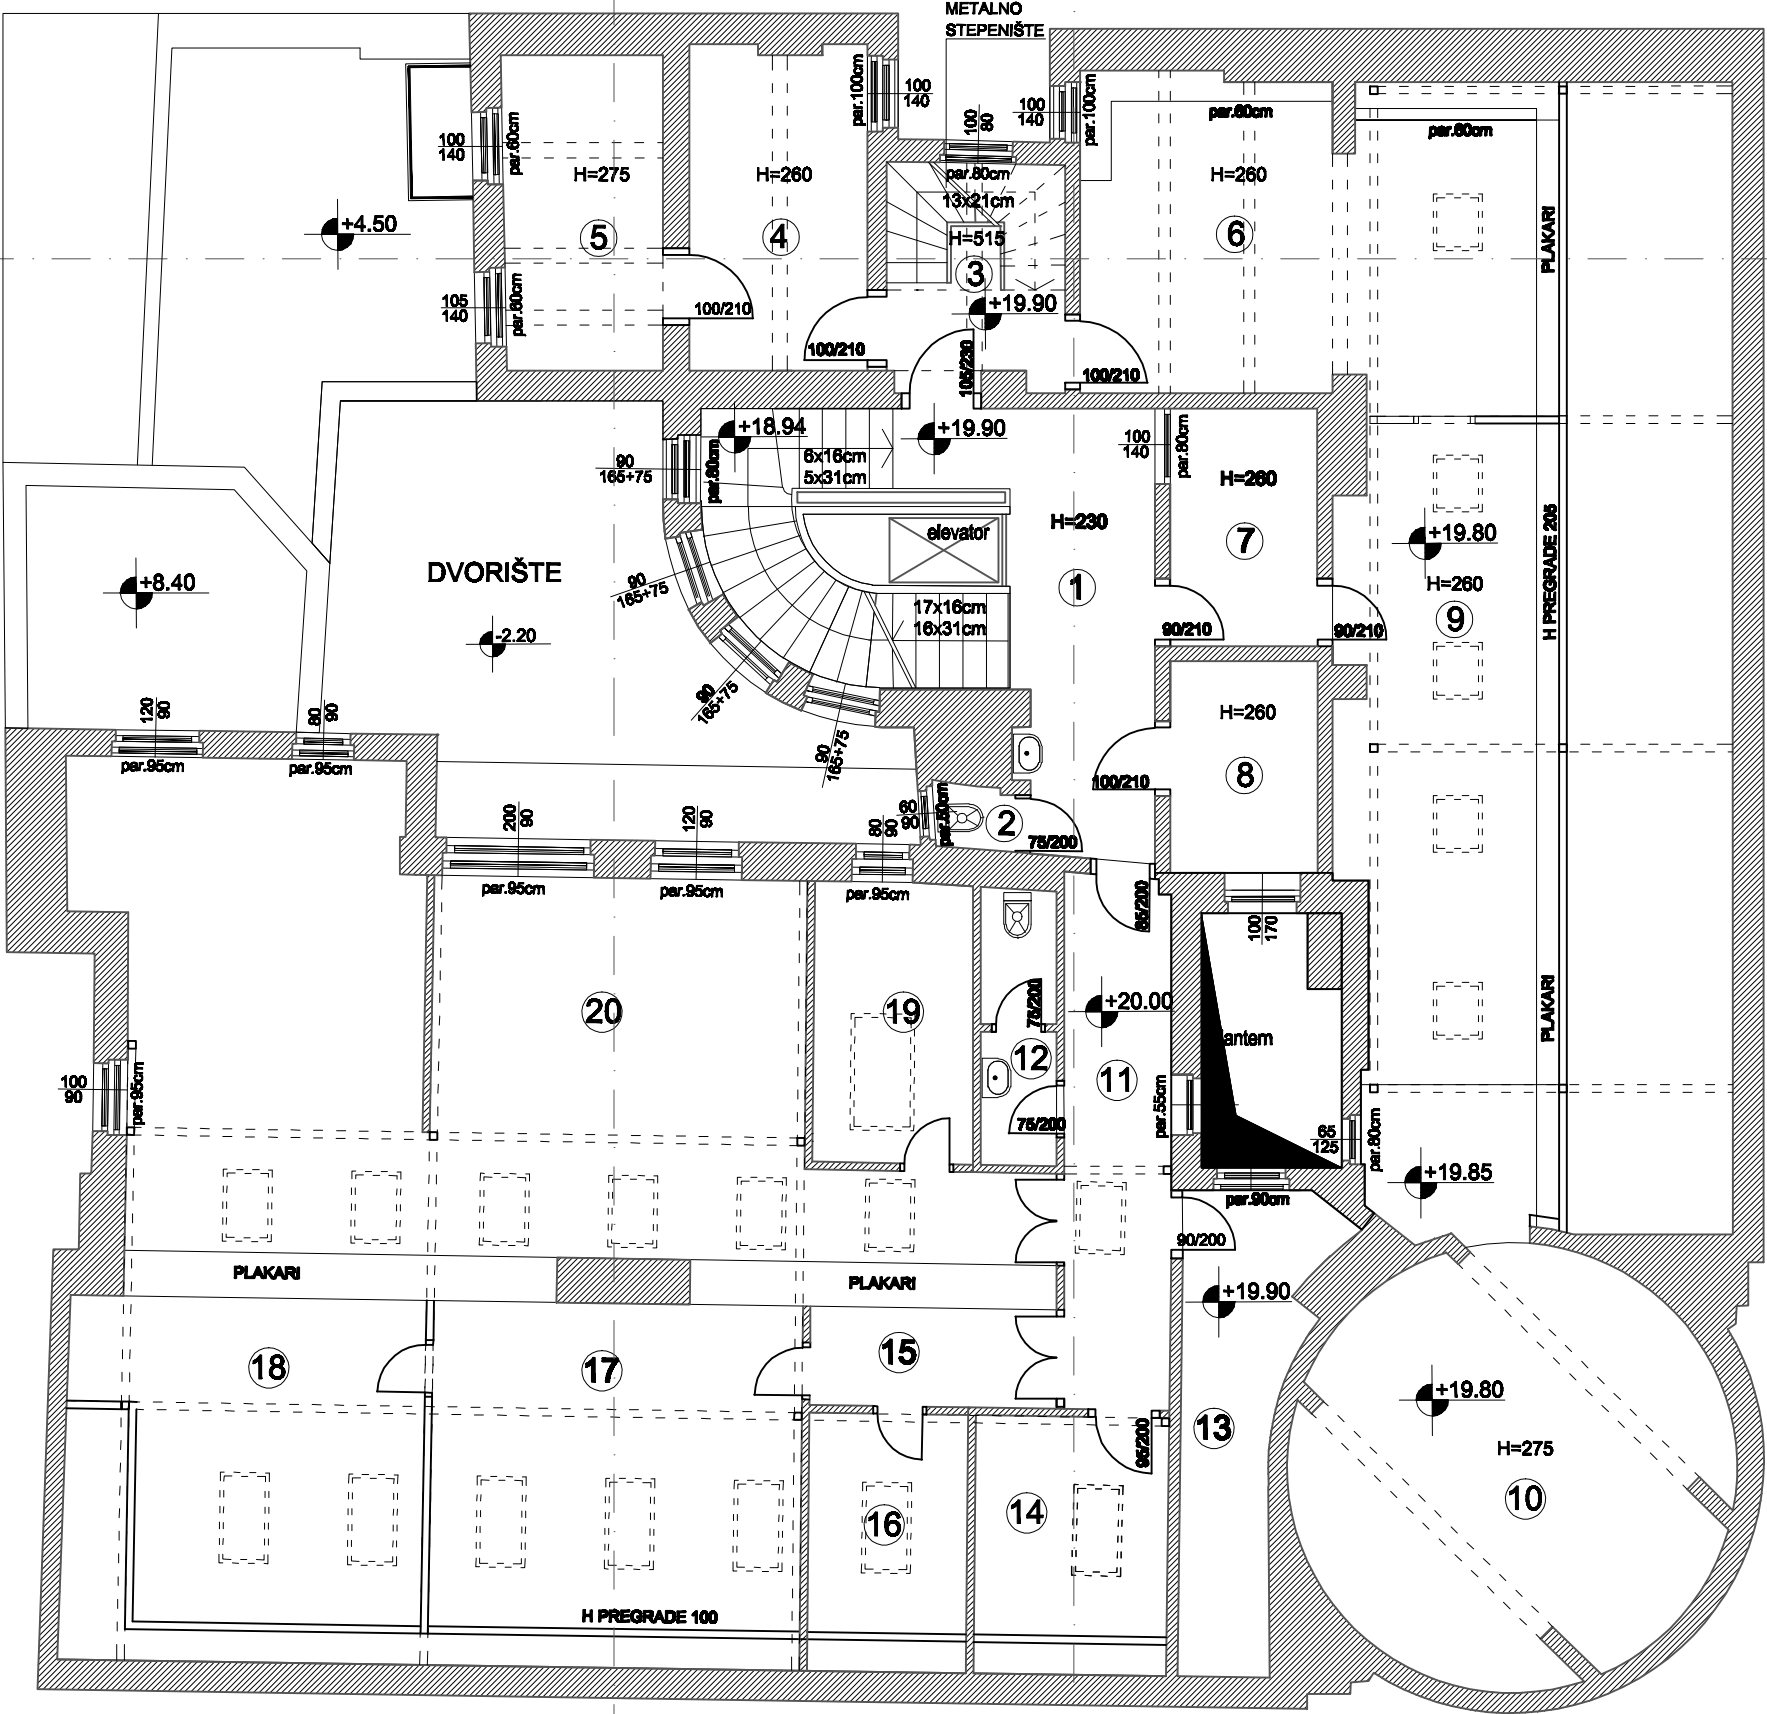 METALNO
STEPENIŠTE
100
140
par.60cm
H=275
5
105
140
par.60cm
100/210
par.100cm
100
140
H=260
4
100/210
100
80
par.80cm
13x21cm
H=515
3
+19.90
105/230
100
140
par.100cm
par.60cm
H=260
6
100/210
par.60cm
PLAKARI
+4.50
+8.40
DVORIŠTE
-2.20
90
165+75
par.80cm
+18.94
6x16cm
5x31cm
+19.90
elevator
H=230
1
17x16cm
16x31cm
90
165+75
90
165+75
90
165+75
100
140
par.80cm
H=260
7
90/210
90/210
+19.80
H=260
9
H PREGRADE 205
H=260
8
100/210
120
90
par.95cm
80
90
par.95cm
200
90
par.95cm
120
90
par.95cm
80
90
par.95cm
60
90
par.80cm
2
75/200
85/200
100
170
lantern
65
125
par.80cm
par.55cm
par.90cm
PLAKARI
+19.85
20
19
75/200
12
75/200
+20.00
11
100
90
par.95cm
90/200
+19.90
PLAKARI
PLAKARI
18
17
15
16
14
95/200
13
+19.80
H=275
10
H PREGRADE 100